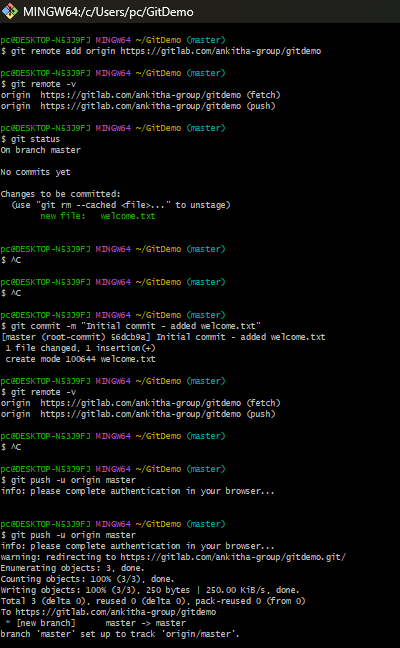 MINGW64:/c/Users/pc/GitDemo
pc@DESKTOP-N53J9FJ MINGW64 ~/GitDemo (master)
$ git remote add origin https://gitlab.com/ankitha-group/gitdemo
pc@DESKTOP-N53J9FJ MINGW64 ~/GitDemo (master)
$ git remote -v
origin  https://gitlab.com/ankitha-group/gitdemo (fetch)
origin  https://gitlab.com/ankitha-group/gitdemo (push)
pc@DESKTOP-N53J9FJ MINGW64 ~/GitDemo (master)
$ git status
On branch master
No commits yet
Changes to be committed:
  (use "git rm --cached <file>..." to unstage)
        new file:   welcome.txt
pc@DESKTOP-N53J9FJ MINGW64 ~/GitDemo (master)
$ ^C
pc@DESKTOP-N53J9FJ MINGW64 ~/GitDemo (master)
$ ^C
pc@DESKTOP-N53J9FJ MINGW64 ~/GitDemo (master)
$ git commit -m "Initial commit - added welcome.txt"
[master (root-commit) 56dcb9a] Initial commit - added welcome.txt
 1 file changed, 1 insertion(+)
 create mode 100644 welcome.txt
pc@DESKTOP-N53J9FJ MINGW64 ~/GitDemo (master)
$ git remote -v
origin  https://gitlab.com/ankitha-group/gitdemo (fetch)
origin  https://gitlab.com/ankitha-group/gitdemo (push)
pc@DESKTOP-N53J9FJ MINGW64 ~/GitDemo (master)
$ ^C
pc@DESKTOP-N53J9FJ MINGW64 ~/GitDemo (master)
$ git push -u origin master
info: please complete authentication in your browser...
pc@DESKTOP-N53J9FJ MINGW64 ~/GitDemo (master)
$ git push -u origin master
info: please complete authentication in your browser...
warning: redirecting to https://gitlab.com/ankitha-group/gitdemo.git/
Enumerating objects: 3, done.
Counting objects: 100% (3/3), done.
Writing objects: 100% (3/3), 250 bytes | 250.00 KiB/s, done.
Total 3 (delta 0), reused 0 (delta 0), pack-reused 0 (from 0)
To https://gitlab.com/ankitha-group/gitdemo
 * [new branch]      master -> master
branch 'master' set up to track 'origin/master'.